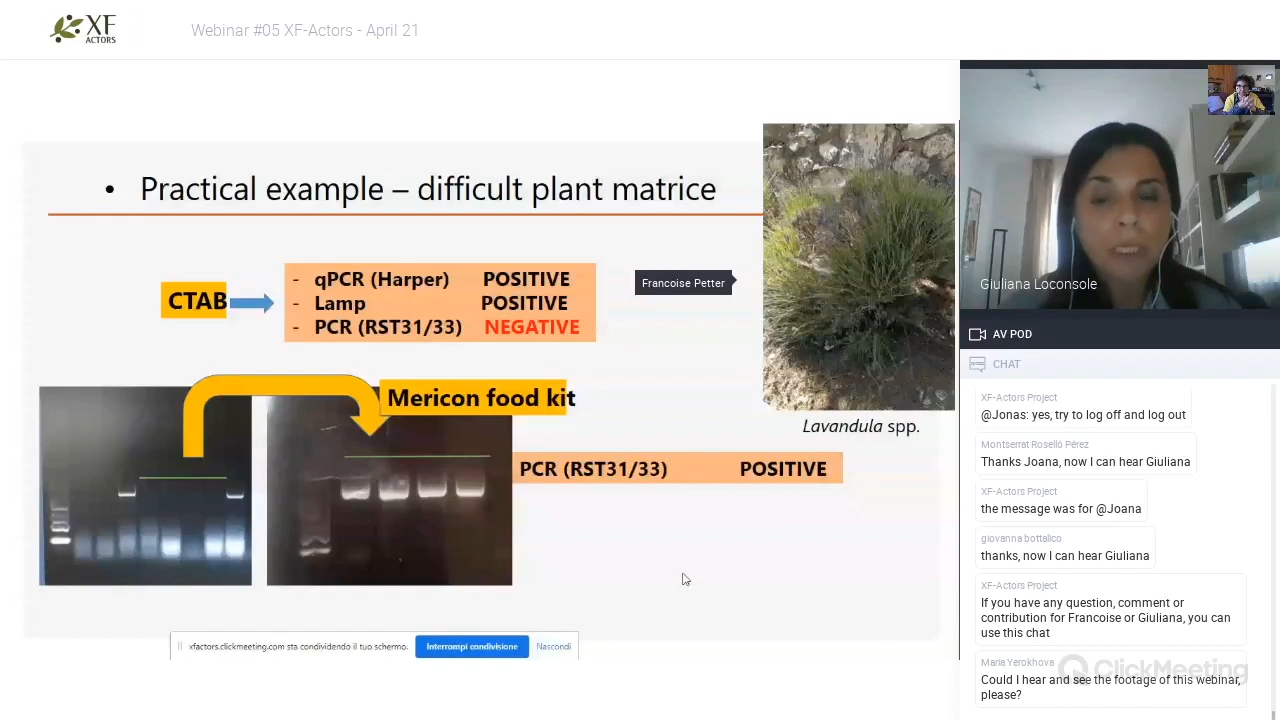 XF
ACTORS
Webinar #05 XF-Actors - April 21
• Practical example – difficult plant matrice
CTAB
- qPCR (Harper) POSITIVE
- Lamp POSITIVE
- PCR (RST31/33) NEGATIVE
Francoise Petter
Mericon food kit
Lavandula spp.
PCR (RST31/33) POSITIVE
xfactors.clickmeeting.com sta condividendo il tuo schermo.
Interrompi condivisione
Nascondi
Giuliana Loconsole
AV POD
CHAT
XF-Actors Project
@Jonas: yes, try to log off and log out
Montserrat Roselló Pérez
Thanks Joana, now I can hear Giuliana
XF-Actors Project
the message was for @Joana
giovanna bottalico
thanks, now I can hear Giuliana
XF-Actors Project
If you have any question, comment or
contribution for Francoise or Giuliana, you can
use this chat
Maria Yerokhova
Could I hear and see the footage of this webinar,
please?
ClickMeeting